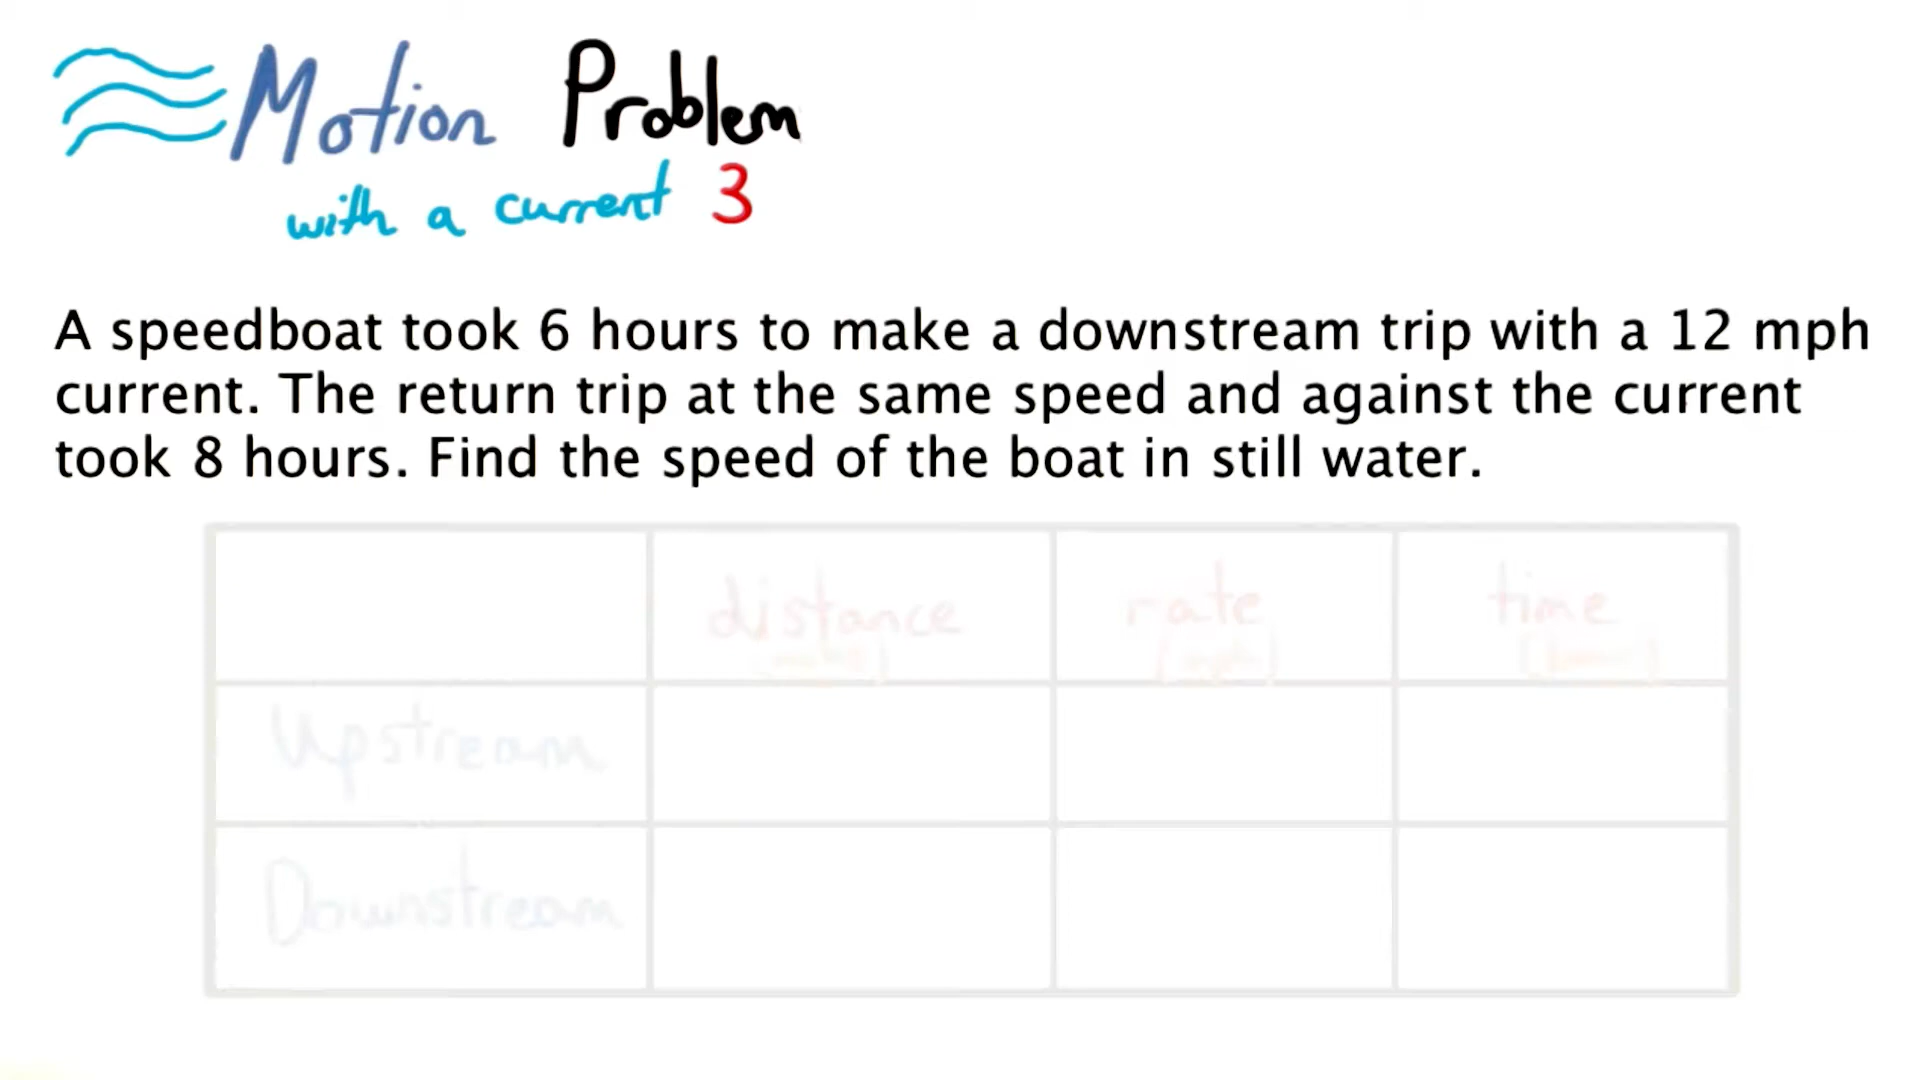 Motion Problem
with a current 3
A speedboat took 6 hours to make a downstream trip with a 12 mph
current. The return trip at the same speed and against the current
took 8 hours. Find the speed of the boat in still water.
distance rate time
(mph)
Upstream
Downstream